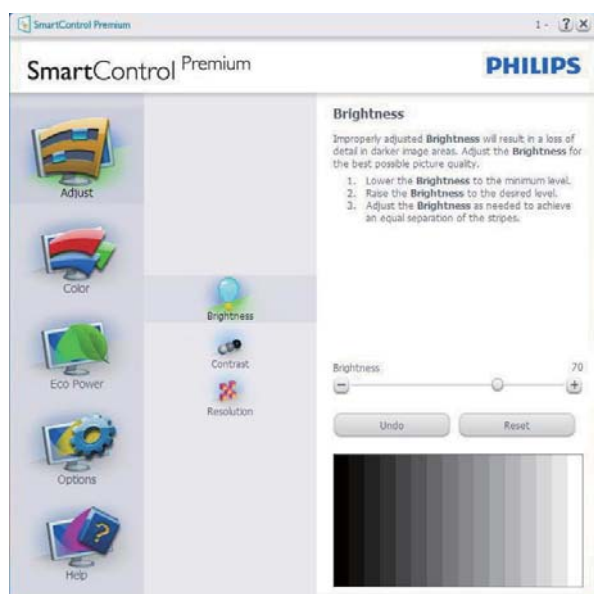 SmartControl Premium
1 - ? X
SmartControl Premium
PHILIPS
Adjust
Color
Eco Power
Options
Help
Brightness
Contrast
Resolution
Brightness
Improperly adjusted Brightness will result in a loss of
detail in darker image areas. Adjust the Brightness for
the best possible picture quality.
1. Lower the Brightness to the minimum level.
2. Raise the Brightness to the desired level.
3. Adjust the Brightness as needed to achieve
an equal separation of the stripes.
Brightness 70
Undo Reset